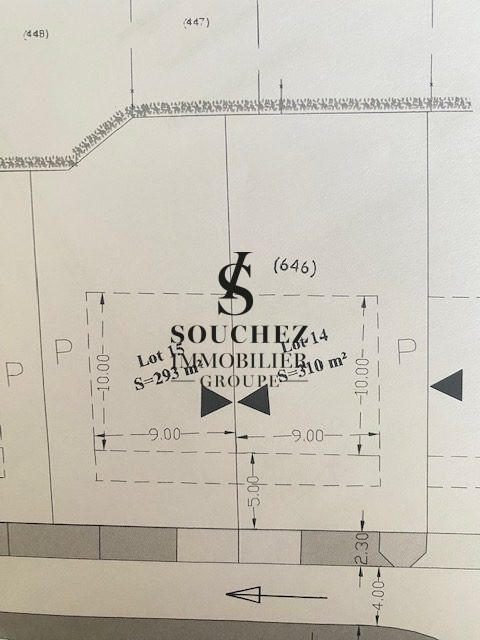 (448)
(447)
(646)
SOUCHEZ
IMMOBILIER
GROUPE
Lot 15
S=293 m²
Lot 14
S=310 m²
P
P
P
10.00
10.00
9.00
9.00
5.00
2.30
4.00